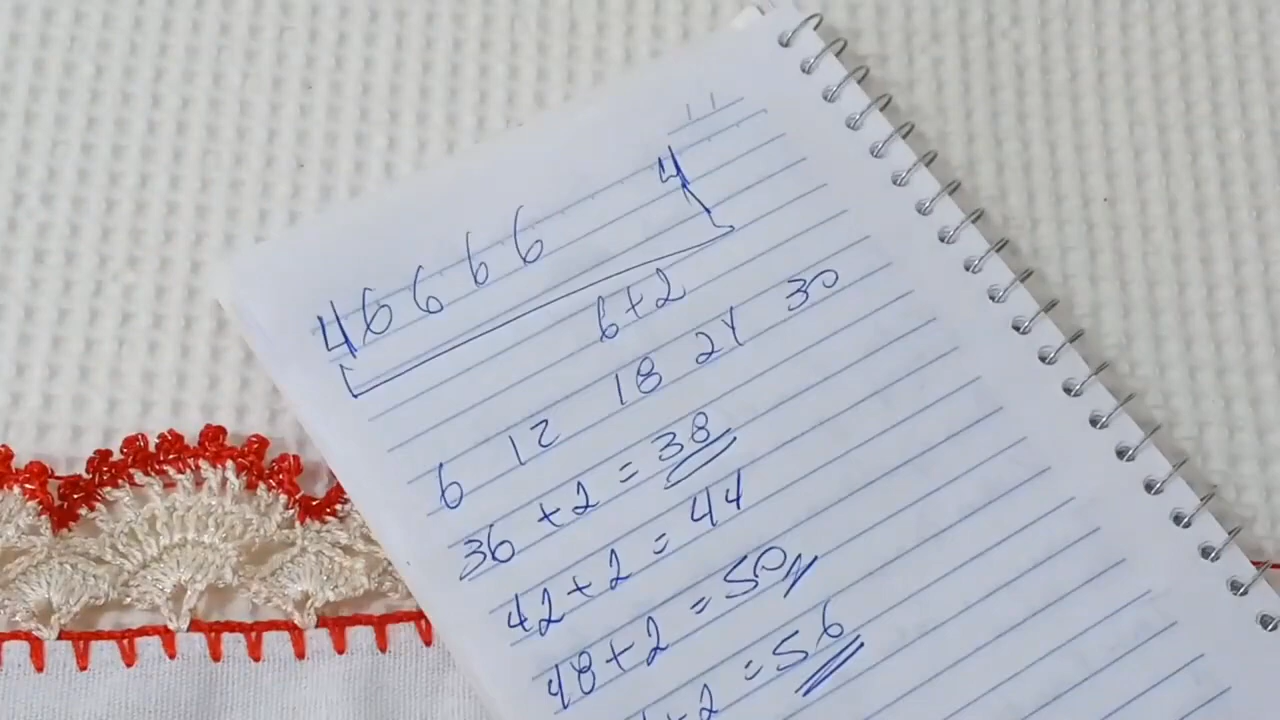 4 6 6 6 6 4
6+2
6 12 18 24 30
36 +2 = 38
42+2 = 44
48+2 = 50
+2 = 56